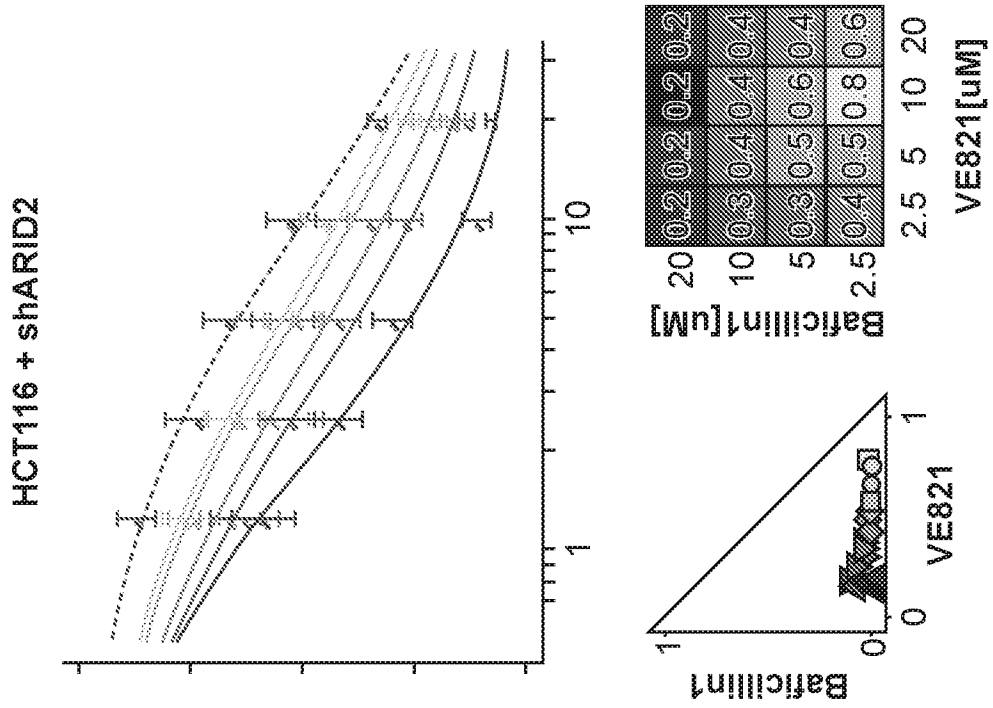 HCT116 + shARID2
1
10
Baficillin1
1
0
0
1
VE821
Baficillin1[uM]
20
0.2 0.2 0.2 0.2
10
0.3 0.4 0.4 0.4
5
0.3 0.5 0.6 0.4
2.5
0.4 0.5 0.8 0.6
2.5 5 10 20
VE821[uM]